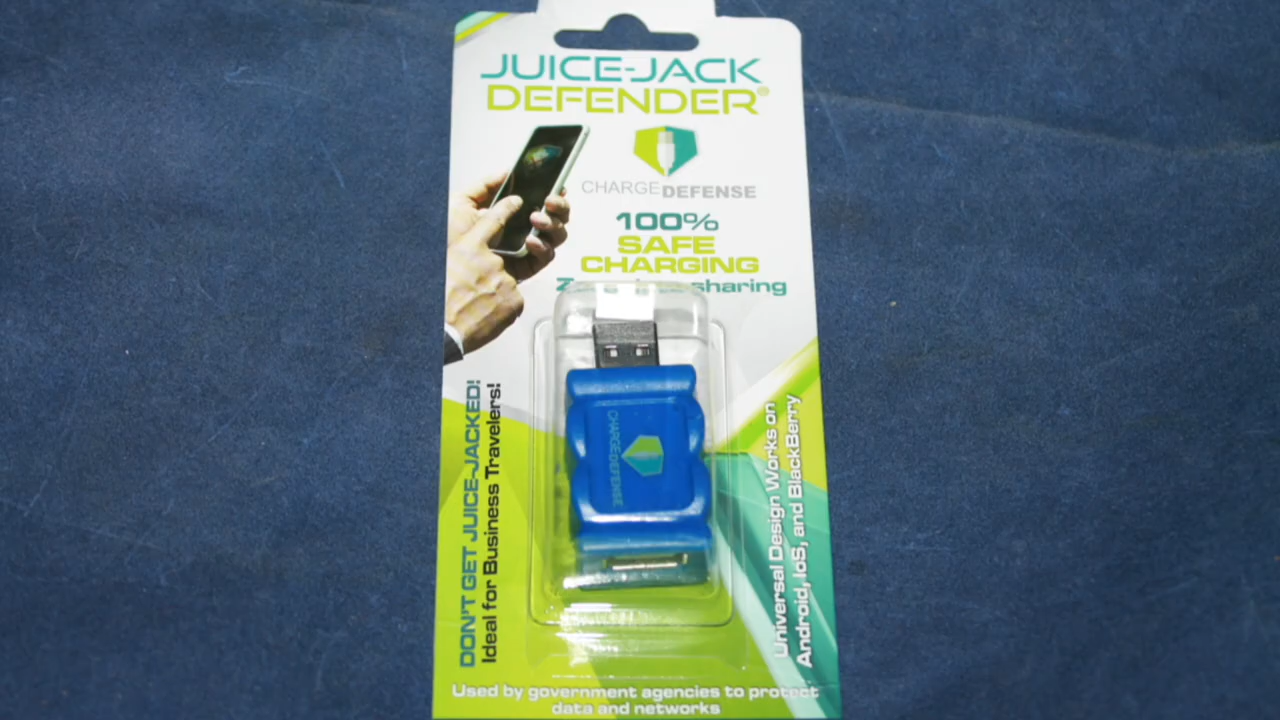 JUICE-JACK
DEFENDER®
CHARGEDEFENSE
100%
SAFE
CHARGING
sharing
CHARGEDEFENSE
DON'T GET JUICE-JACKED!
Ideal for Business Travelers!
Universal Design Works on
Android, IoS, and BlackBerry
Used by government agencies to protect
data and networks